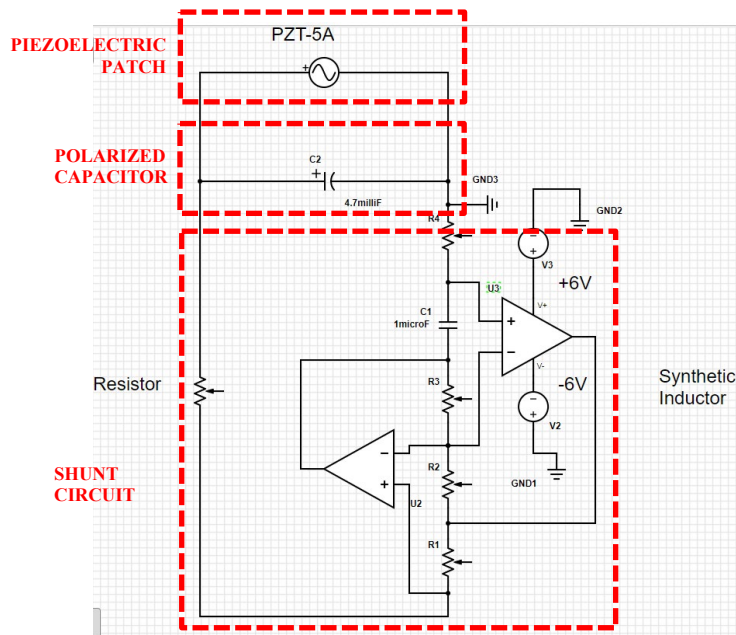 PZT-5A
PIEZOELECTRIC
PATCH
+
POLARIZED
CAPACITOR
C2
+
4.7milliF
GND3
GND2
R4
V3
+6V
U3
V+
C1
1microF
+
−
V-
-6V
Resistor
R3
Synthetic
Inductor
V2
−
+
R2
U2
GND1
SHUNT
CIRCUIT
R1